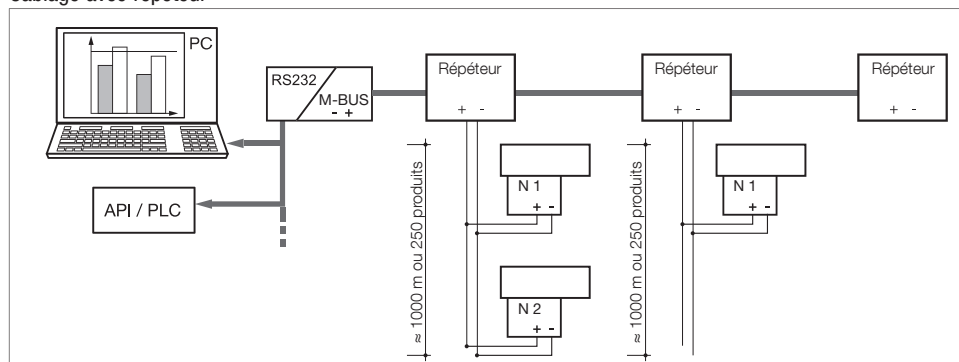 Câblage avec répéteur
PC
RS232
M-BUS
- +
API / PLC
Répéteur
+ -
Répéteur
+ -
Répéteur
+ -
≈ 1000 m ou 250 produits
N 1
+ -
N 2
+ -
≈ 1000 m ou 250 produits
N 1
+ -